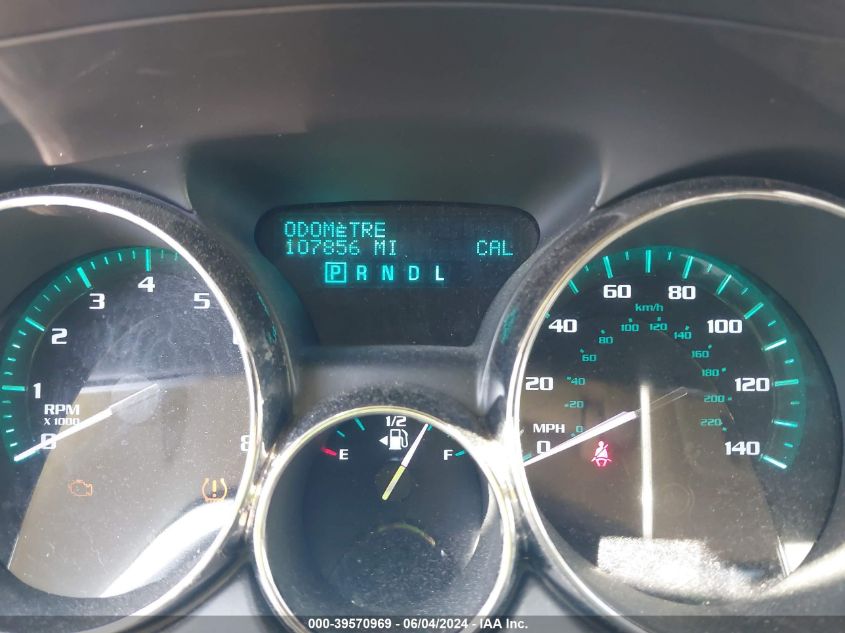 ODOMèTRE
107856 MI CAL
P R N D L
0 1 2 3 4 5 8
RPM
X 1000
E 1/2 F
0 20 40 60 80 100 120 140
MPH
km/h
0 20 40 60 80 100 120 140 160 180 200 220
000-39570969 - 06/04/2024 - IAA Inc.